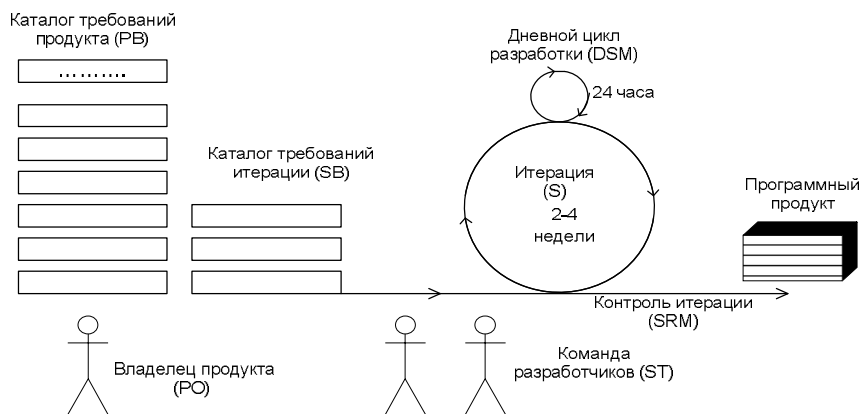 Каталог требований
продукта (PB)
……….
Каталог требований
итерации (SB)
Дневной цикл
разработки (DSM)
24 часа
Итерация
(S)
2-4
недели
Программный
продукт
Контроль итерации
(SRM)
Владелец продукта
(PO)
Команда
разработчиков (ST)